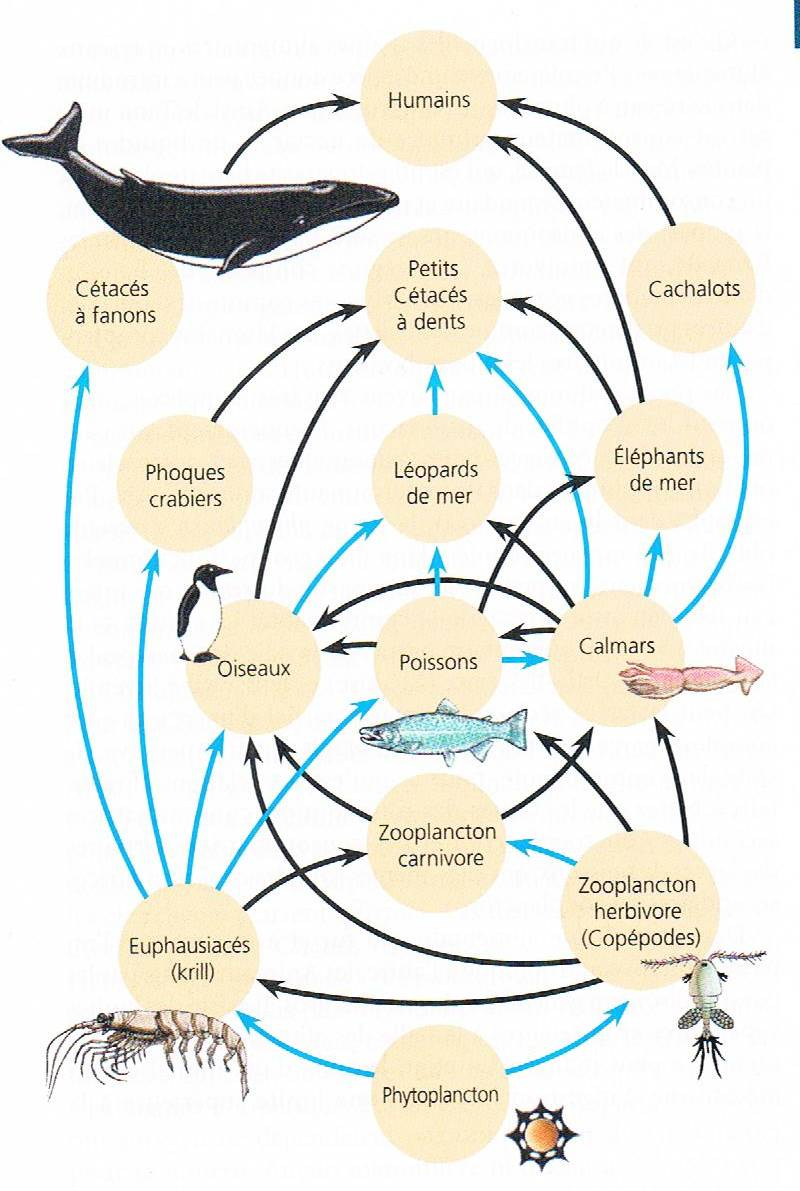 Humains
Cétacés
à fanons
Petits
Cétacés
à dents
Cachalots
Phoques
crabiers
Léopards
de mer
Éléphants
de mer
Oiseaux
Poissons
Calmars
Zooplancton
carnivore
Zooplancton
herbivore
(Copépodes)
Euphausiacés
(krill)
Phytoplancton